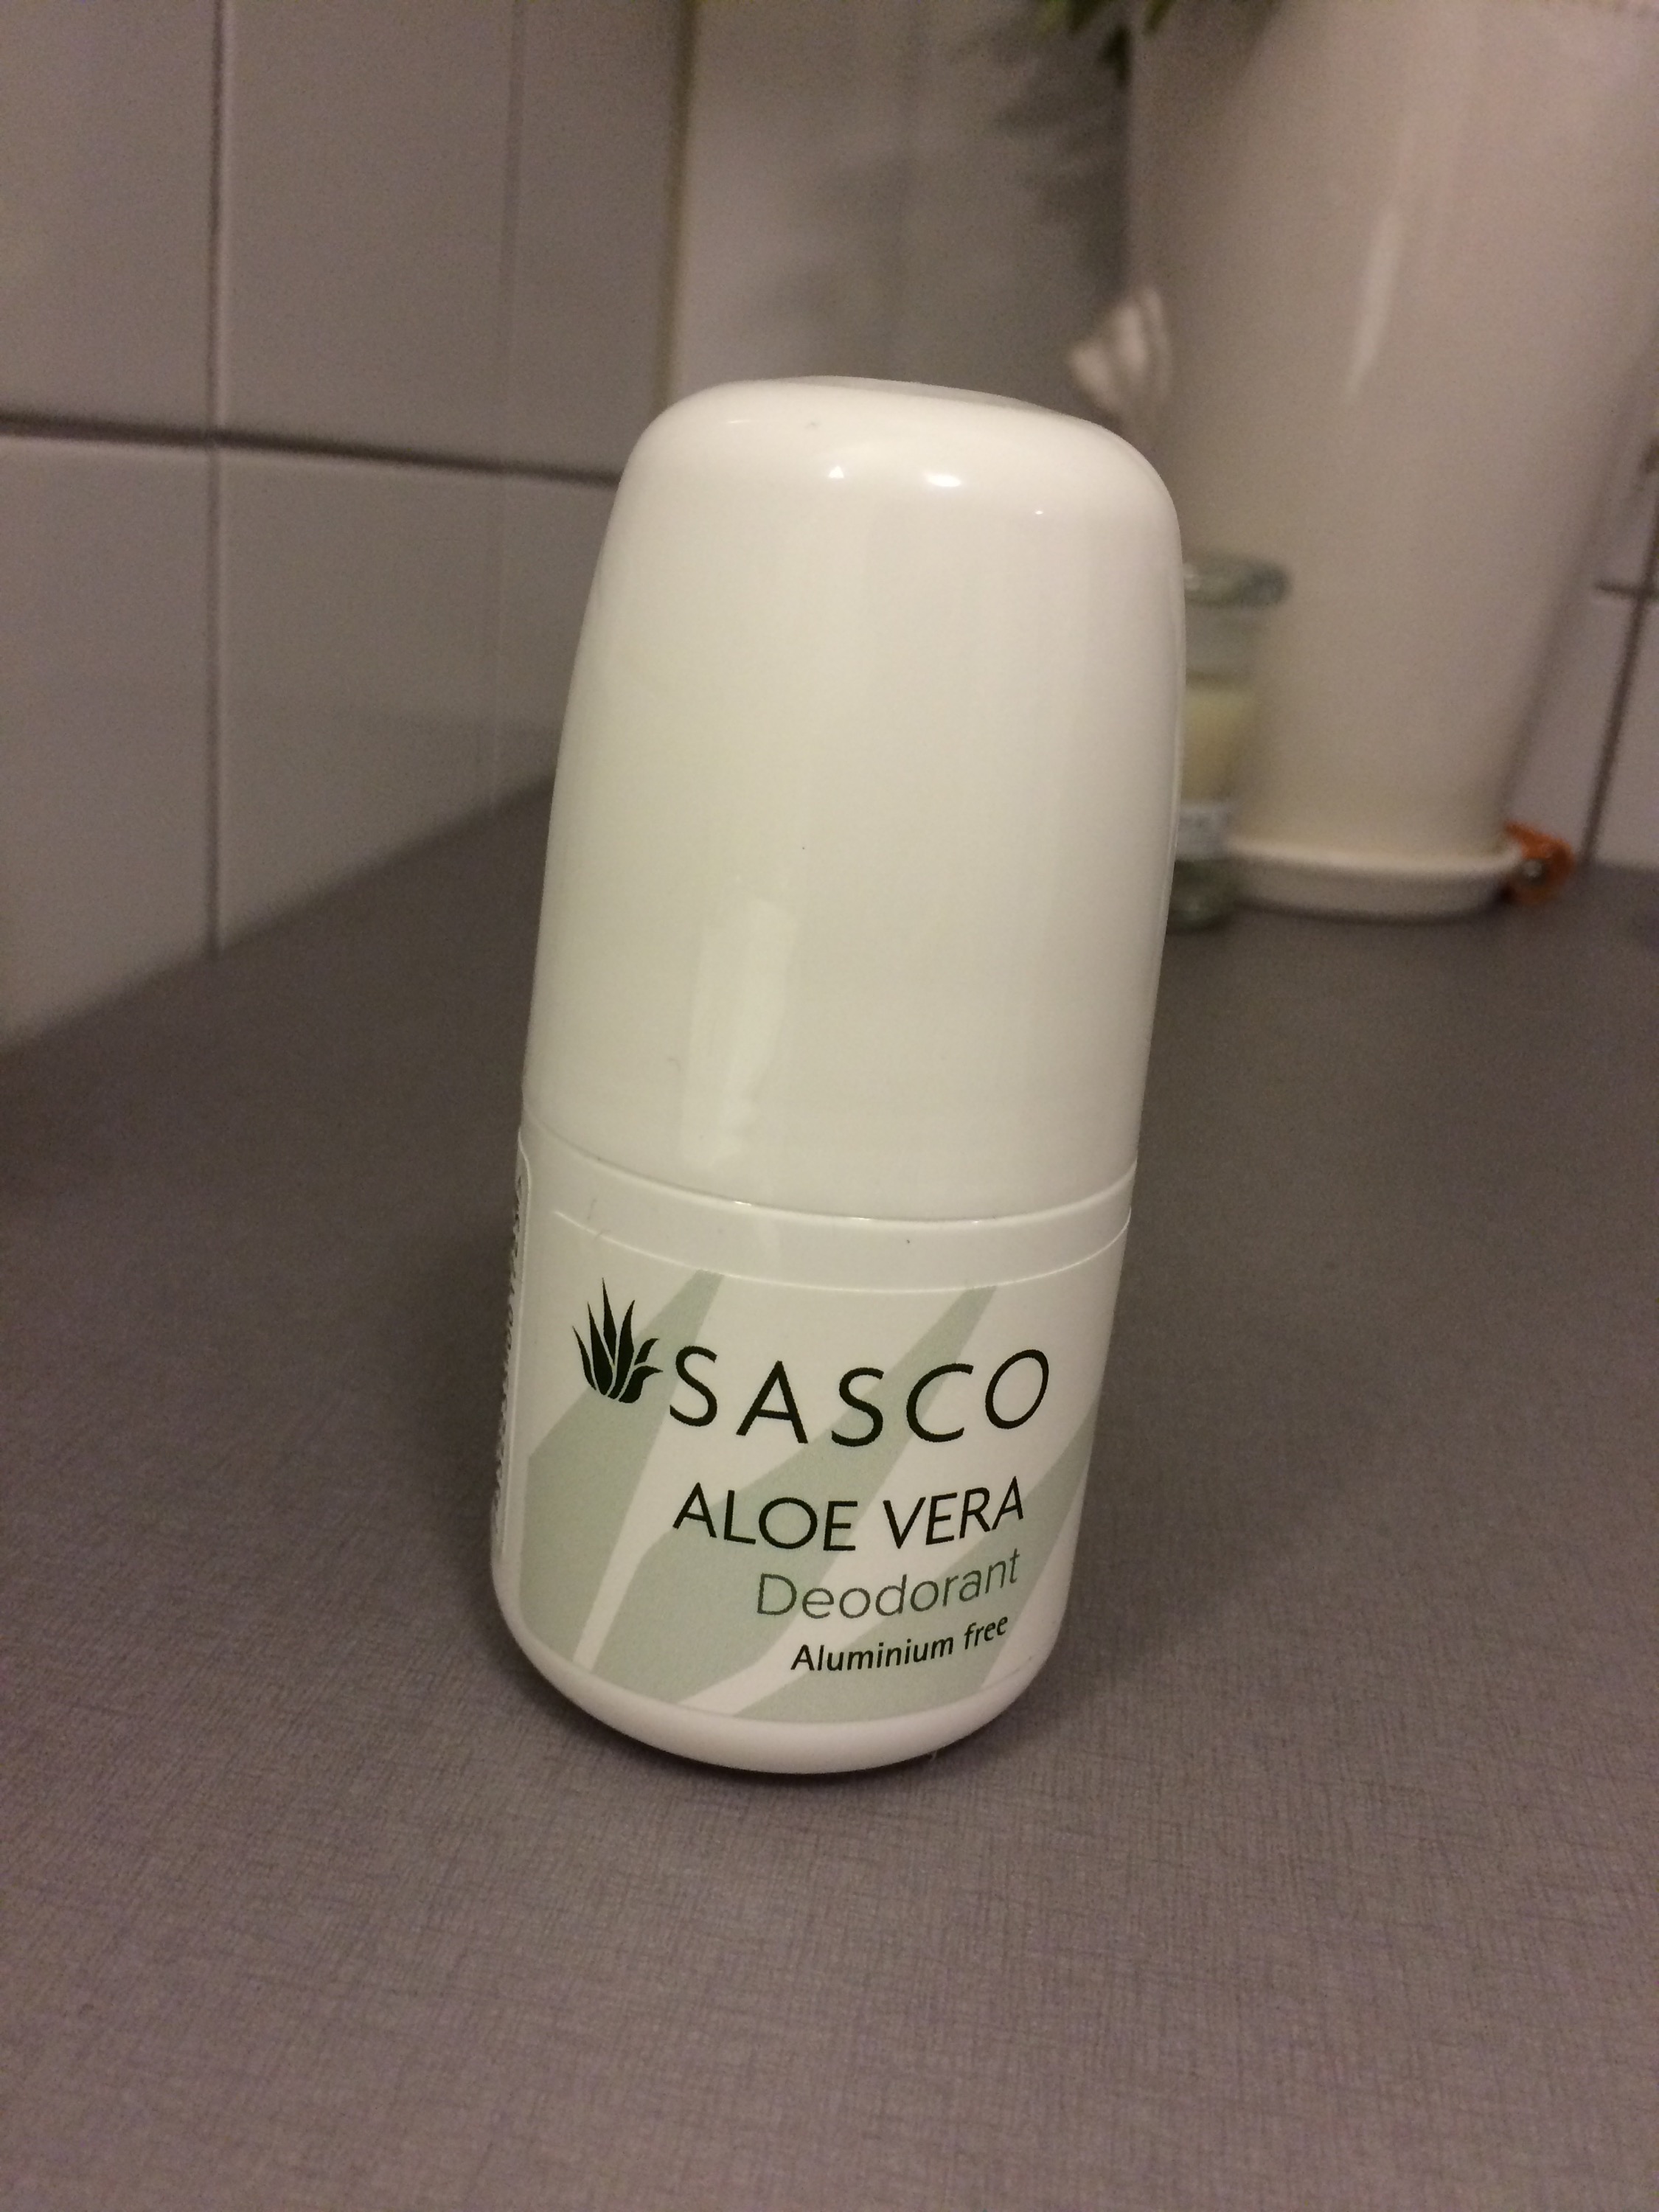 SASCO
ALOE VERA
Deodorant
Aluminium free